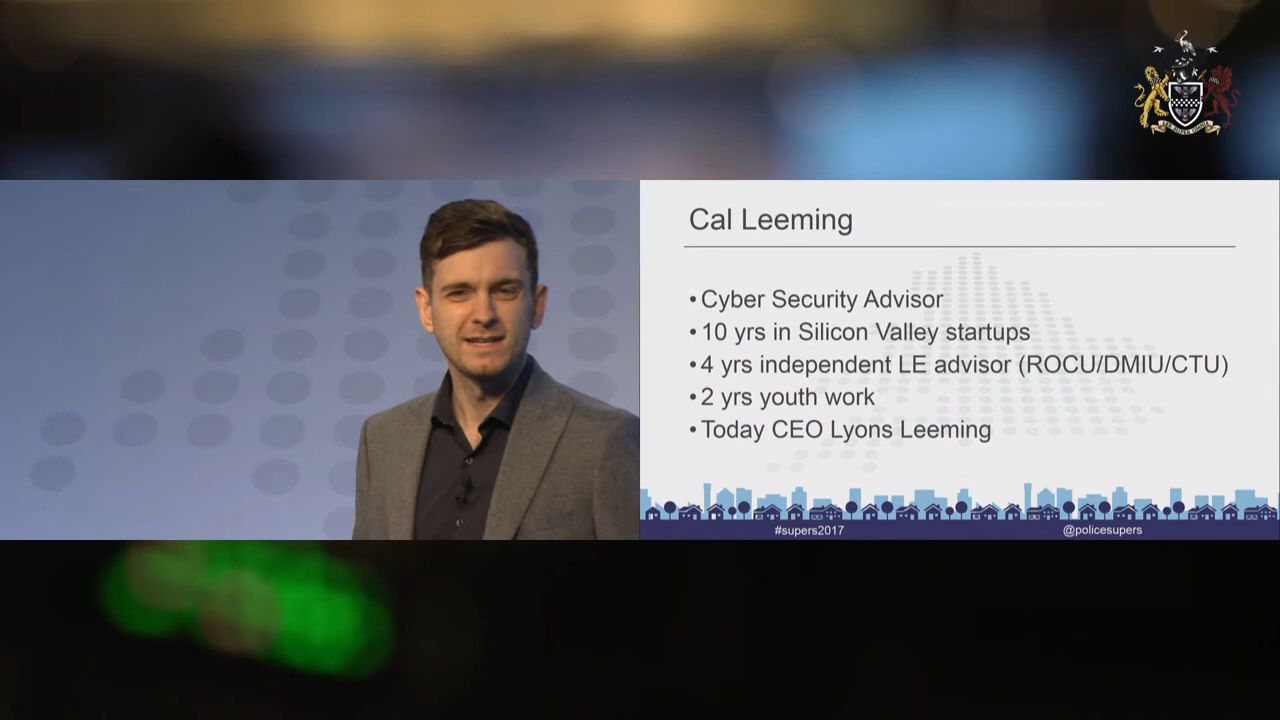 Cal Leeming
•Cyber Security Advisor
•10 yrs in Silicon Valley startups
•4 yrs independent LE advisor (ROCU/DMIU/CTU)
•2 yrs youth work
•Today CEO Lyons Leeming
#supers2017 @policesupers